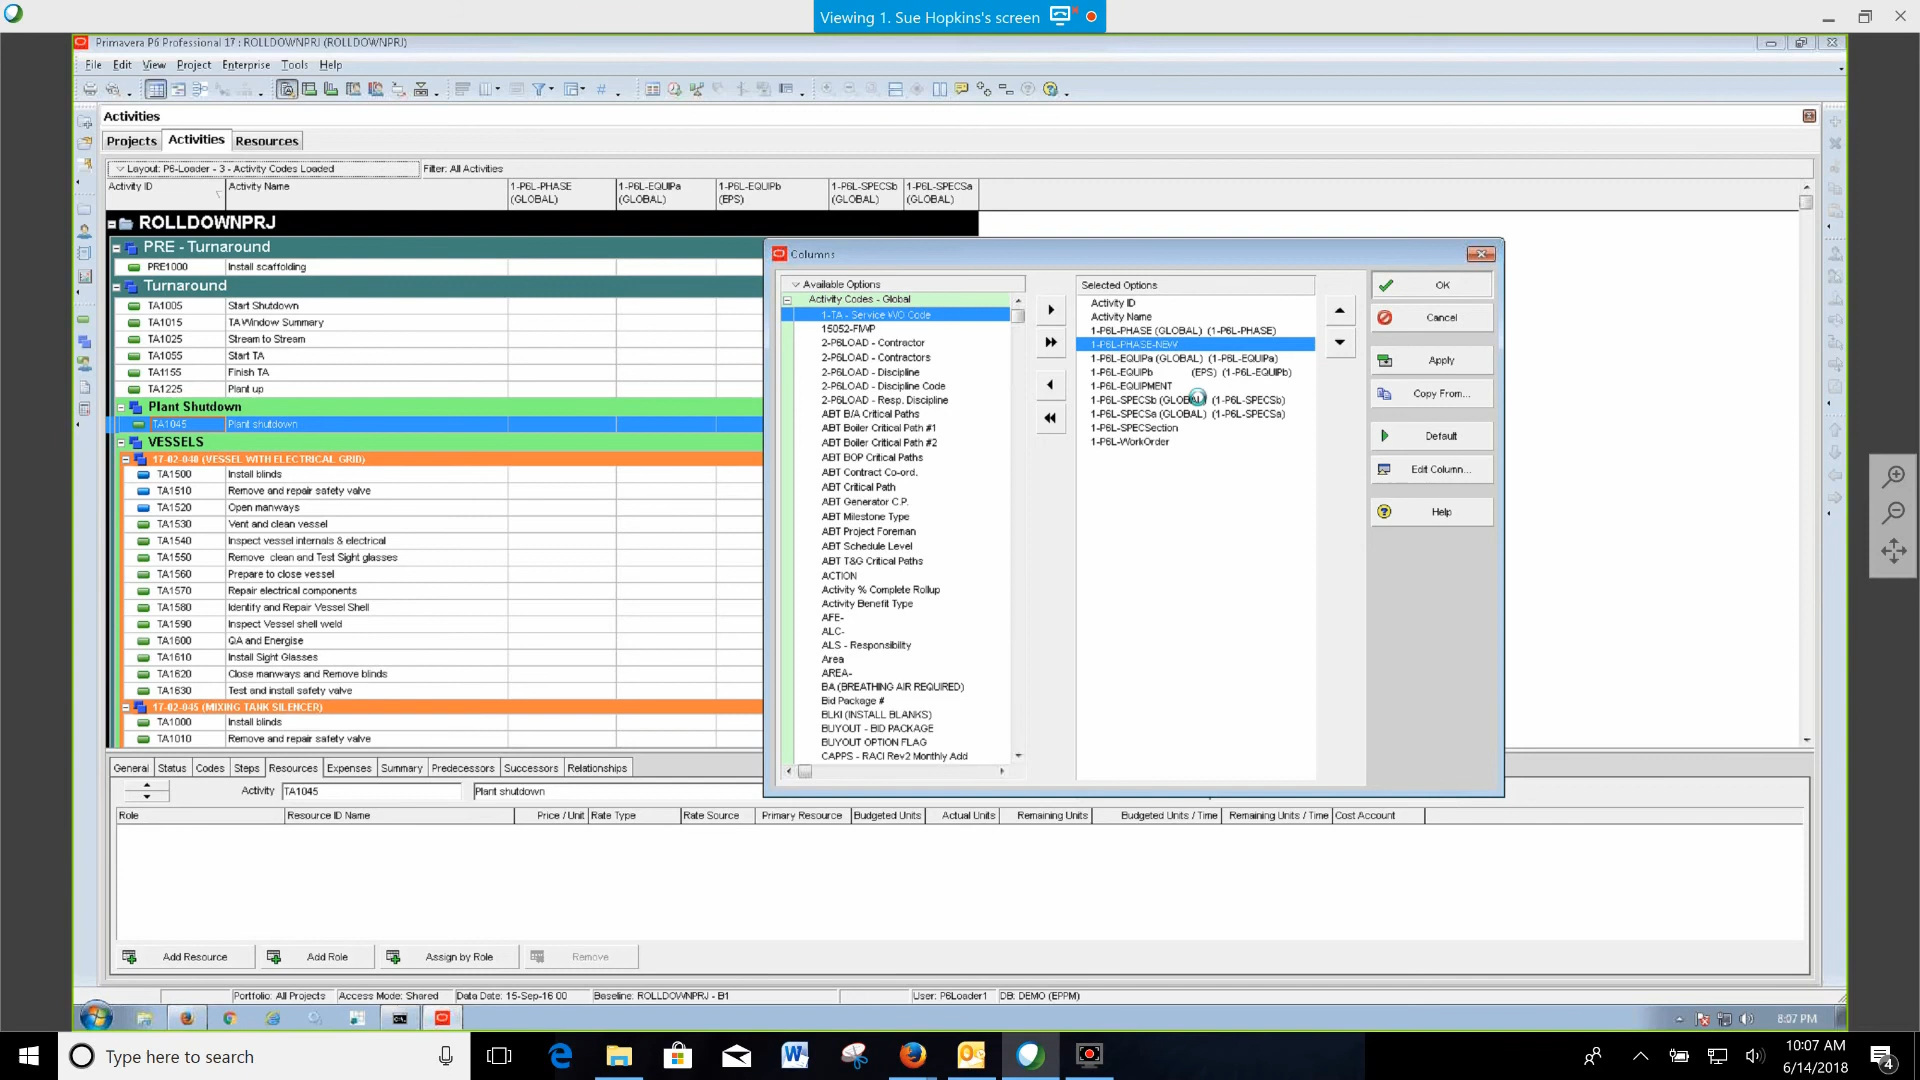 Viewing 1. Sue Hopkins's screen
Primavera P6 Professional 17 : ROLLDOWNPRJ (ROLLDOWNPRJ)
File Edit View Project Enterprise Tools Help
Activities
Projects Activities Resources
Layout: P6-Loader - 3 - Activity Codes Loaded Filter: All Activities
Activity ID Activity Name 1-P6L-PHASE (GLOBAL) 1-P6L-EQUIPa (GLOBAL) 1-P6L-EQUIPb (EPS) 1-P6L-SPECSb (GLOBAL) 1-P6L-SPECSa (GLOBAL)
ROLLDOWNPRJ
PRE - Turnaround
PRE1000 Install scaffolding
Turnaround
TA1005 Start Shutdown
TA1015 TA Window Summary
TA1025 Stream to Stream
TA1055 Start TA
TA1155 Finish TA
TA1225 Plant up
Plant Shutdown
TA1045 Plant shutdown
VESSELS
17-02-040 (VESSEL WITH ELECTRICAL GRID)
TA1500 Install blinds
TA1510 Remove and repair safety valve
TA1520 Open manways
TA1530 Vent and clean vessel
TA1540 Inspect vessel internals & electrical
TA1550 Remove clean and Test Sight glasses
TA1560 Prepare to close vessel
TA1570 Repair electrical components
TA1580 Identify and Repair Vessel Shell
TA1590 Inspect Vessel shell weld
TA1600 QA and Energise
TA1610 Install Sight Glasses
TA1620 Close manways and Remove blinds
TA1630 Test and install safety valve
17-02-045 (MIXING TANK SILENCER)
TA1000 Install blinds
TA1010 Remove and repair safety valve
Columns
Available Options
Activity Codes - Global
1-TA - Service WO Code
15052-FIWP
2-P6LOAD - Contractor
2-P6LOAD - Contractors
2-P6LOAD - Discipline
2-P6LOAD - Discipline Code
2-P6LOAD - Resp. Discipline
ABT B/A Critical Paths
ABT Boiler Critical Path #1
ABT Boiler Critical Path #2
ABT BOP Critical Paths
ABT Contract Co-ord.
ABT Critical Path
ABT Generator C.P.
ABT Milestone Type
ABT Project Foreman
ABT Schedule Level
ABT T&G Critical Paths
ACTION
Activity % Complete Rollup
Activity Benefit Type
AFE-
ALC-
ALS - Responsibility
Area
AREA-
BA (BREATHING AIR REQUIRED)
Bid Package #
BLKI (INSTALL BLANKS)
BUYOUT - BID PACKAGE
BUYOUT OPTION FLAG
CAPPS - RACI Rev2 Monthly Add
Selected Options
Activity ID
Activity Name
1-P6L-PHASE (GLOBAL) (1-P6L-PHASE)
1-P6L-PHASE-NEW
1-P6L-EQUIPa (GLOBAL) (1-P6L-EQUIPa)
1-P6L-EQUIPb (EPS) (1-P6L-EQUIPb)
1-P6L-EQUIPMENT
1-P6L-SPECSb (GLOBAL) (1-P6L-SPECSb)
1-P6L-SPECSa (GLOBAL) (1-P6L-SPECSa)
1-P6L-SPECSection
1-P6L-WorkOrder
OK
Cancel
Apply
Copy From...
Default
Edit Column...
Help
General Status Codes Steps Resources Expenses Summary Predecessors Successors Relationships
Activity TA1045 Plant shutdown
Role Resource ID Name Price / Unit Rate Type Rate Source Primary Resource Budgeted Units Actual Units Remaining Units Budgeted Units / Time Remaining Units / Time Cost Account
Add Resource Add Role Assign by Role Remove
Portfolio: All Projects Access Mode: Shared Data Date: 15-Sep-16 00 Baseline: ROLLDOWNPRJ - B1 User: P6Loader1 DB: DEMO (EPPM)
8:07 PM
Type here to search
10:07 AM
6/14/2018
4